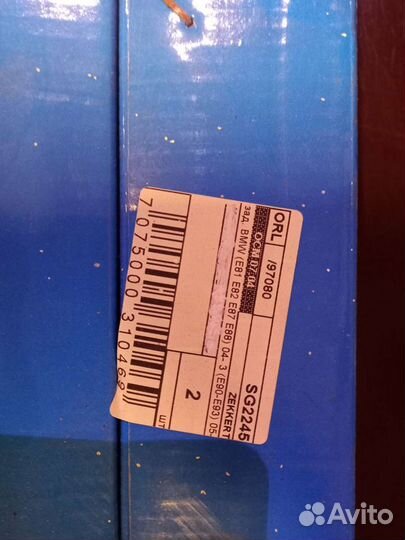 ORL /97080 SG2245
ZEKKERT
зад. BMW (E81 E82 E87 E88) 04- 3 (E90-E93) 05-
2 ШТ
7 075000 310469
Avito